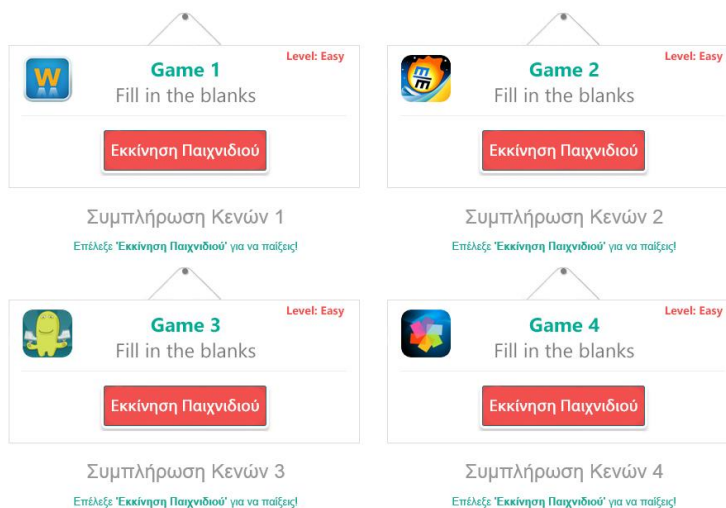 Level: Easy
W
Game 1
Fill in the blanks
Εκκίνηση Παιχνιδιού
Συμπλήρωση Κενών 1
Επέλεξε 'Εκκίνηση Παιχνιδιού' για να παίξεις!
Level: Easy
Game 2
Fill in the blanks
Εκκίνηση Παιχνιδιού
Συμπλήρωση Κενών 2
Επέλεξε 'Εκκίνηση Παιχνιδιού' για να παίξεις!
Level: Easy
Game 3
Fill in the blanks
Εκκίνηση Παιχνιδιού
Συμπλήρωση Κενών 3
Επέλεξε 'Εκκίνηση Παιχνιδιού' για να παίξεις!
Level: Easy
Game 4
Fill in the blanks
Εκκίνηση Παιχνιδιού
Συμπλήρωση Κενών 4
Επέλεξε 'Εκκίνηση Παιχνιδιού' για να παίξεις!